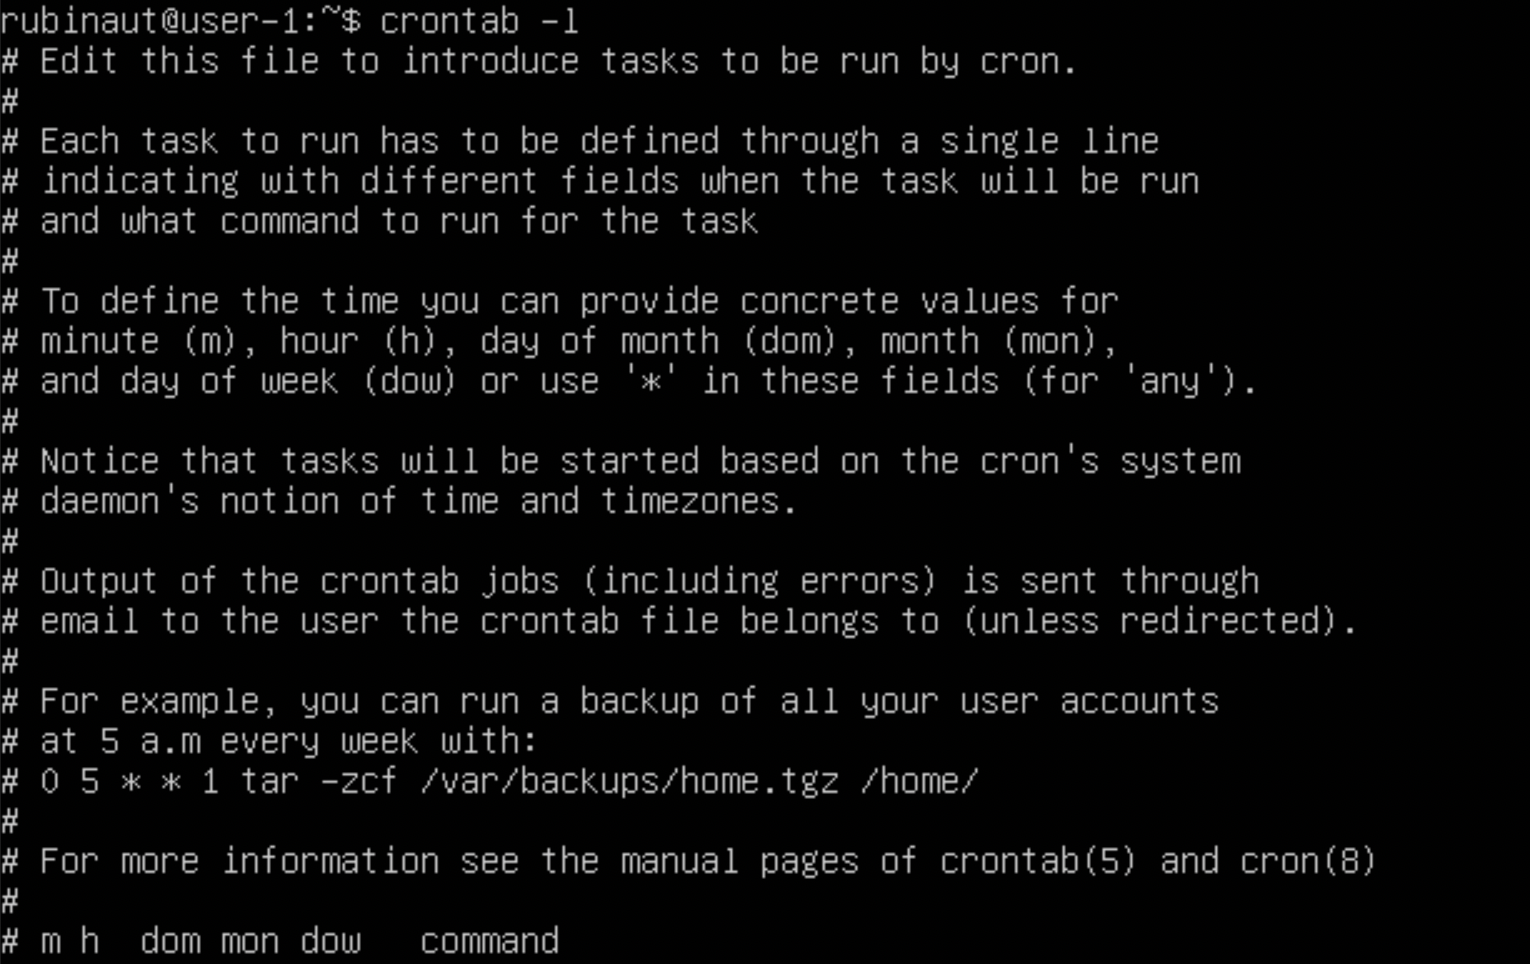 rubinaut@user-1:~$ crontab -l
# Edit this file to introduce tasks to be run by cron.
#
# Each task to run has to be defined through a single line
# indicating with different fields when the task will be run
# and what command to run for the task
#
# To define the time you can provide concrete values for
# minute (m), hour (h), day of month (dom), month (mon),
# and day of week (dow) or use '*' in these fields (for 'any').
#
# Notice that tasks will be started based on the cron's system
# daemon's notion of time and timezones.
#
# Output of the crontab jobs (including errors) is sent through
# email to the user the crontab file belongs to (unless redirected).
#
# For example, you can run a backup of all your user accounts
# at 5 a.m every week with:
# 0 5 * * 1 tar -zcf /var/backups/home.tgz /home/
#
# For more information see the manual pages of crontab(5) and cron(8)
#
# m h  dom mon dow   command